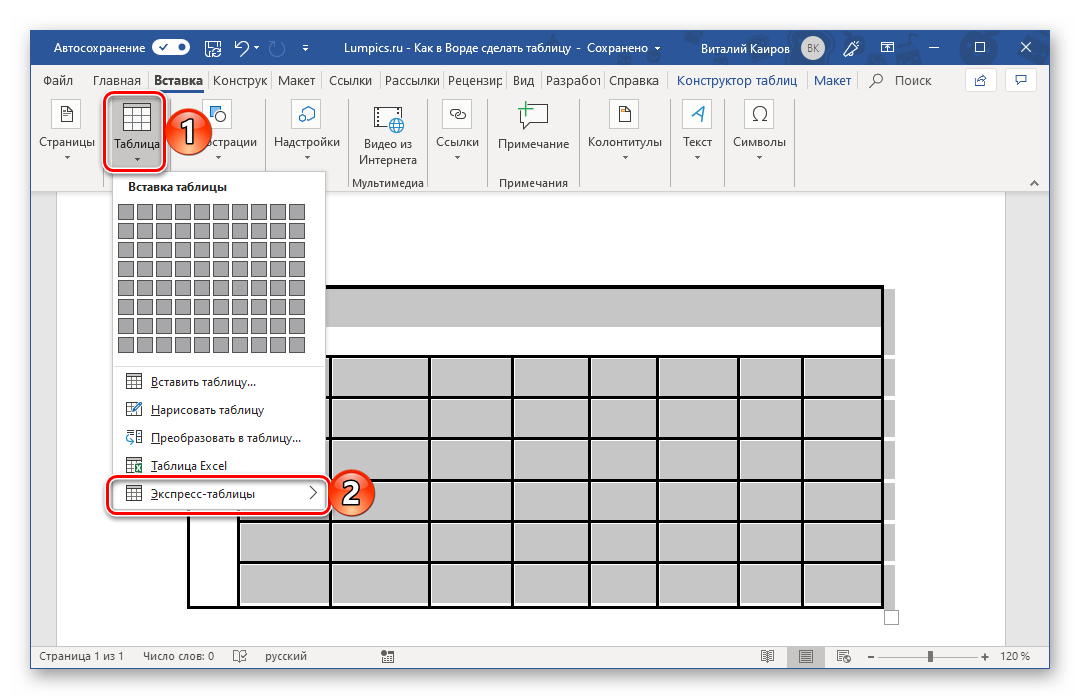 Автосохранение
Lumpics.ru - Как в Ворде сделать таблицу - Сохранено
Виталий Каиров
ВК
Файл Главная Вставка Конструк Макет Ссылки Рассылки Рецензир Вид Разработ Справка Конструктор таблиц Макет Поиск
Страницы
Таблица
1
страции
Надстройки
Видео из
Интернета
Мультимедиа
Ссылки
Примечание
Примечания
Колонтитулы
Текст
Символы
Вставка таблицы
Вставить таблицу...
Нарисовать таблицу
Преобразовать в таблицу...
Таблица Excel
Экспресс-таблицы
2
Страница 1 из 1 Число слов: 0 русский 120 %